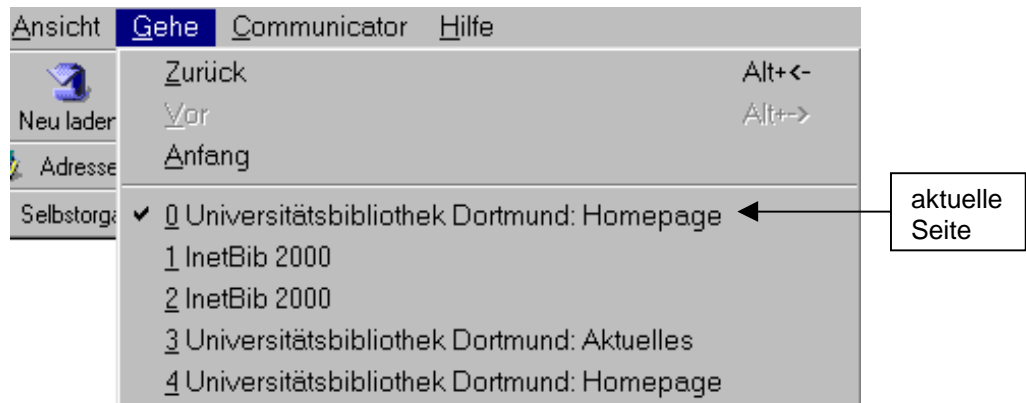 Ansicht Gehe Communicator Hilfe
Zurück Alt+<-
Neu laden Vor Alt+->
Adresse Anfang
Selbstorga ✔ 0 Universitätsbibliothek Dortmund: Homepage
aktuelle
Seite
1 InetBib 2000
2 InetBib 2000
3 Universitätsbibliothek Dortmund: Aktuelles
4 Universitätsbibliothek Dortmund: Homepage